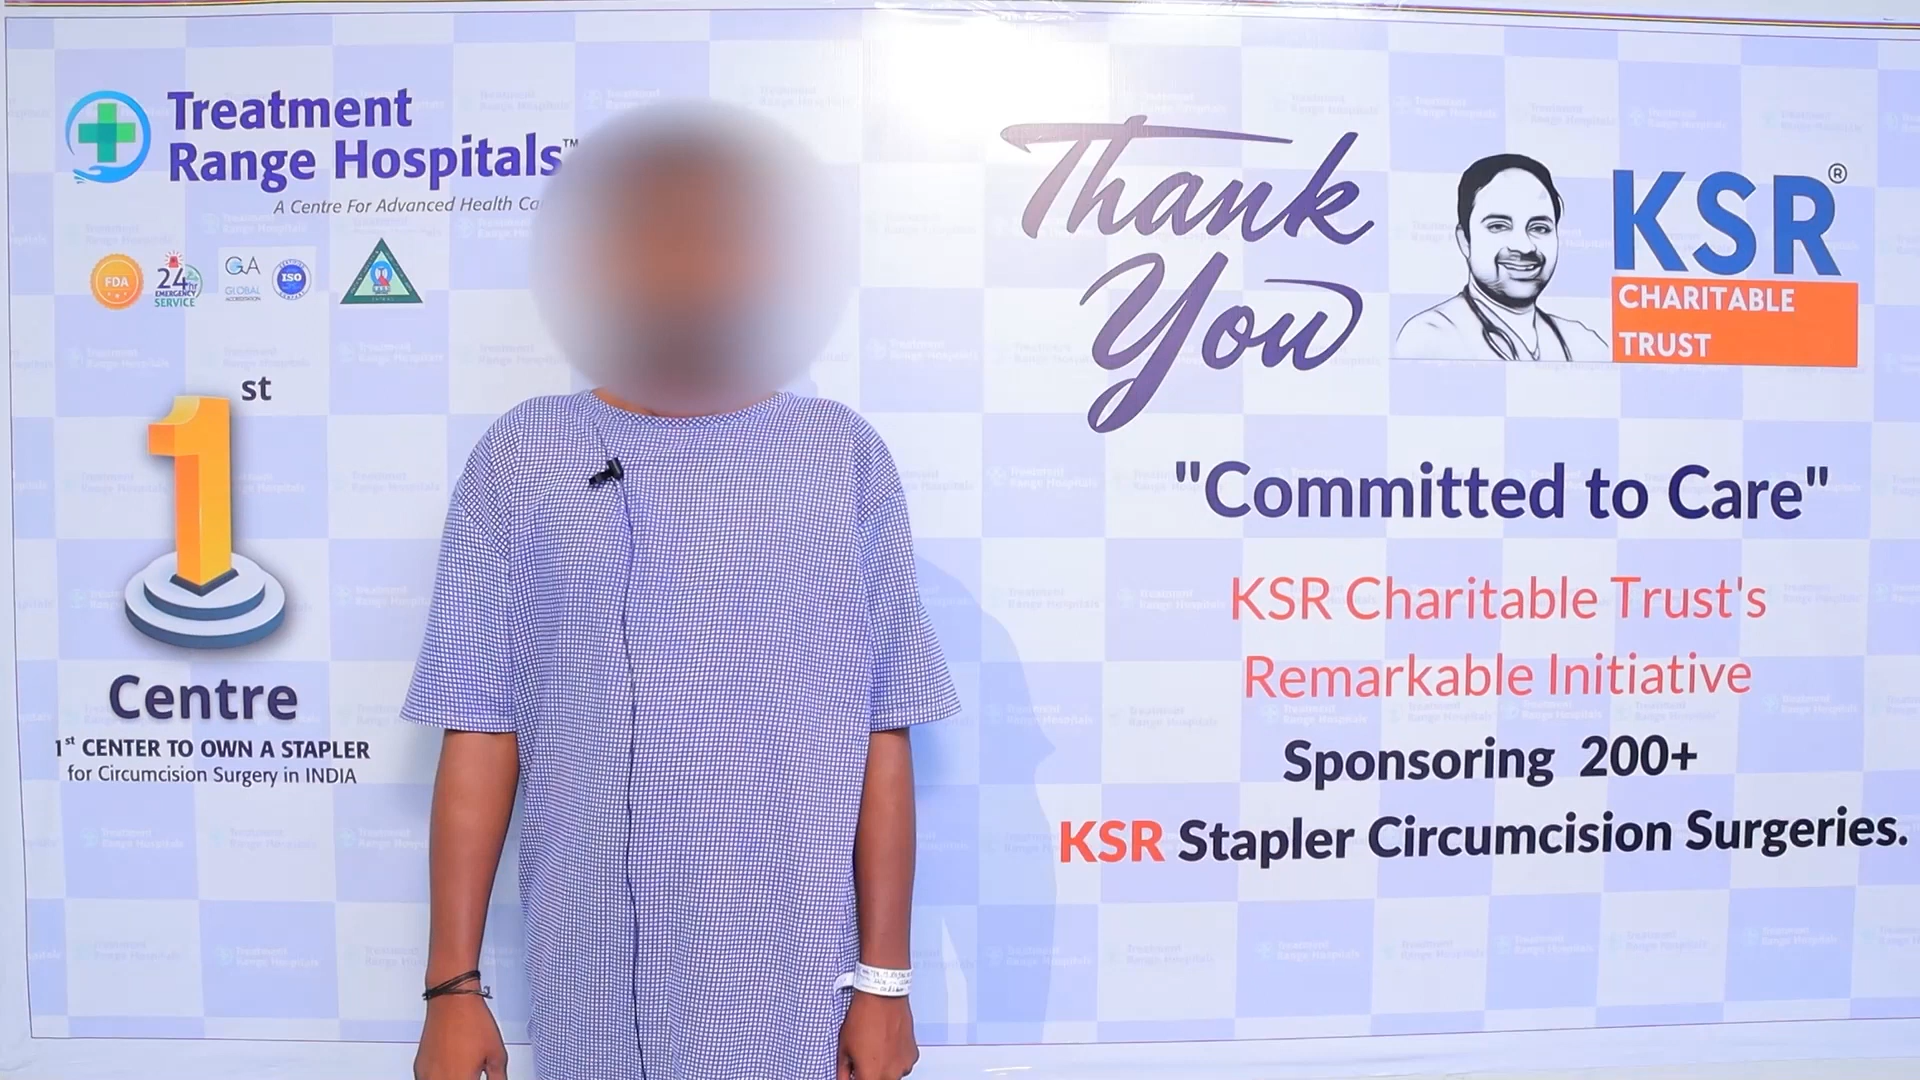 Treatment
Range Hospitals™
A Centre For Advanced Health
FDA
24 hr
EMERGENCY
SERVICE
GA
GLOBAL
ACCREDITATION
ISO
1st
Centre
1st CENTER TO OWN A STAPLER
for Circumcision Surgery in INDIA
Thank
You
KSR®
CHARITABLE
TRUST
"Committed to Care"
KSR Charitable Trust's
Remarkable Initiative
Sponsoring 200+
KSR Stapler Circumcision Surgeries.